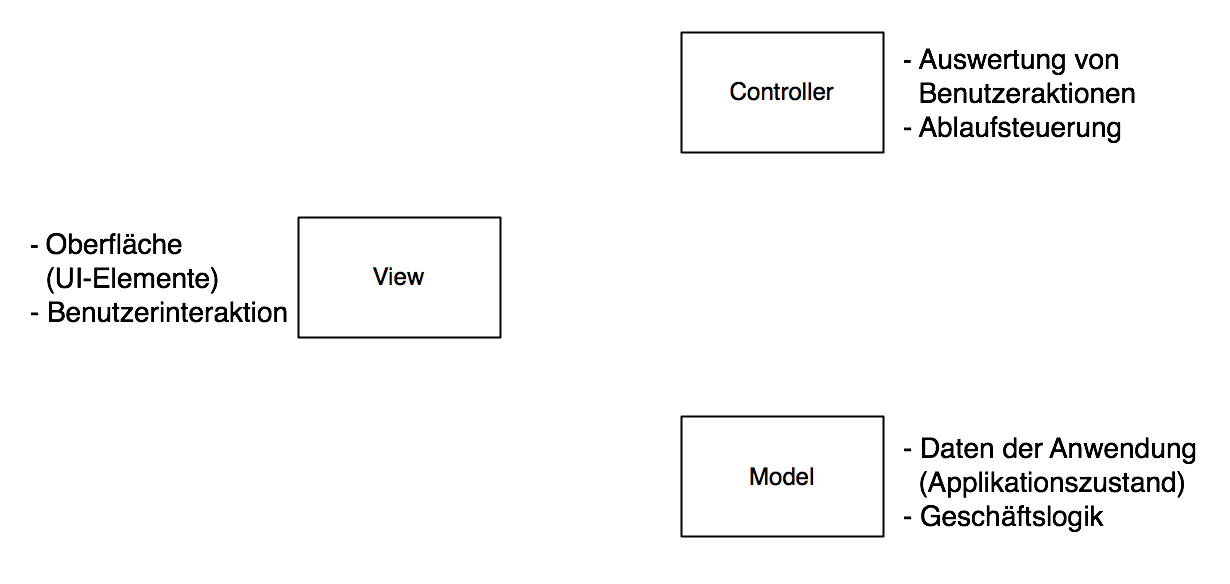 Controller
- Auswertung von
Benutzeraktionen
- Ablaufsteuerung
- Oberfläche
(UI-Elemente)
- Benutzerinteraktion
View
Model
- Daten der Anwendung
(Applikationszustand)
- Geschäftslogik